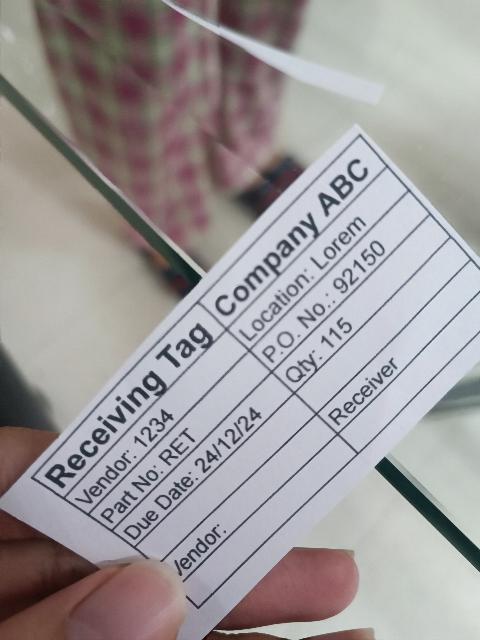 Receiving Tag Company ABC
Vendor: 1234 Location: Lorem
Part No: RET P.O. No.: 92150
Due Date: 24/12/24 Qty: 115
Vendor: Receiver